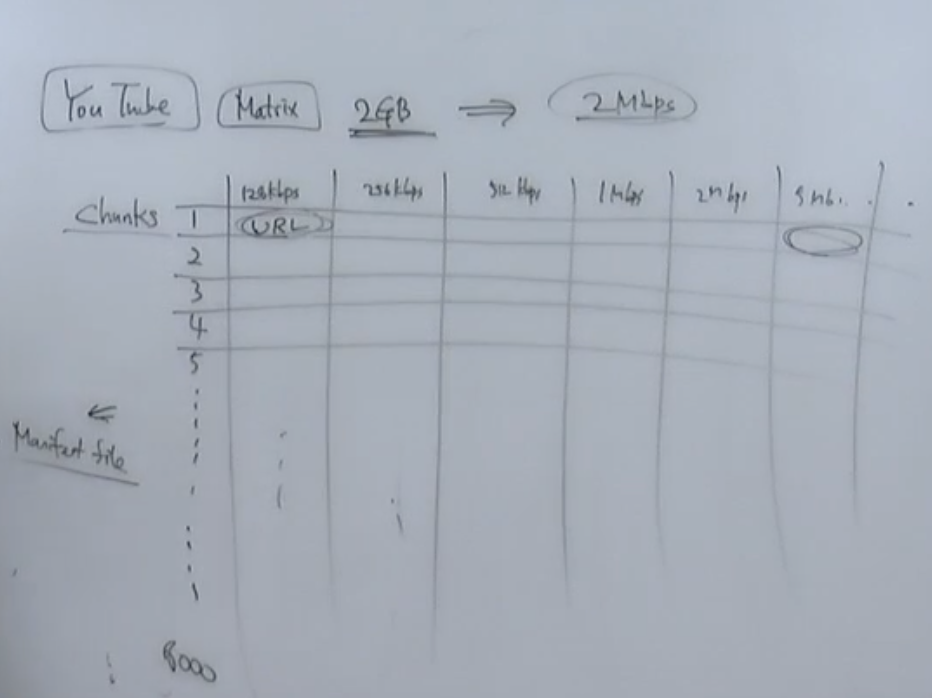 You Tube Matrix 2GB ⇒ 2Mbps
128kbps 256kbps 512 kbps 1Mbps 2Mbps 5Mb..
Chunks 1 URL
2
3
4
5
Manifest file
8000